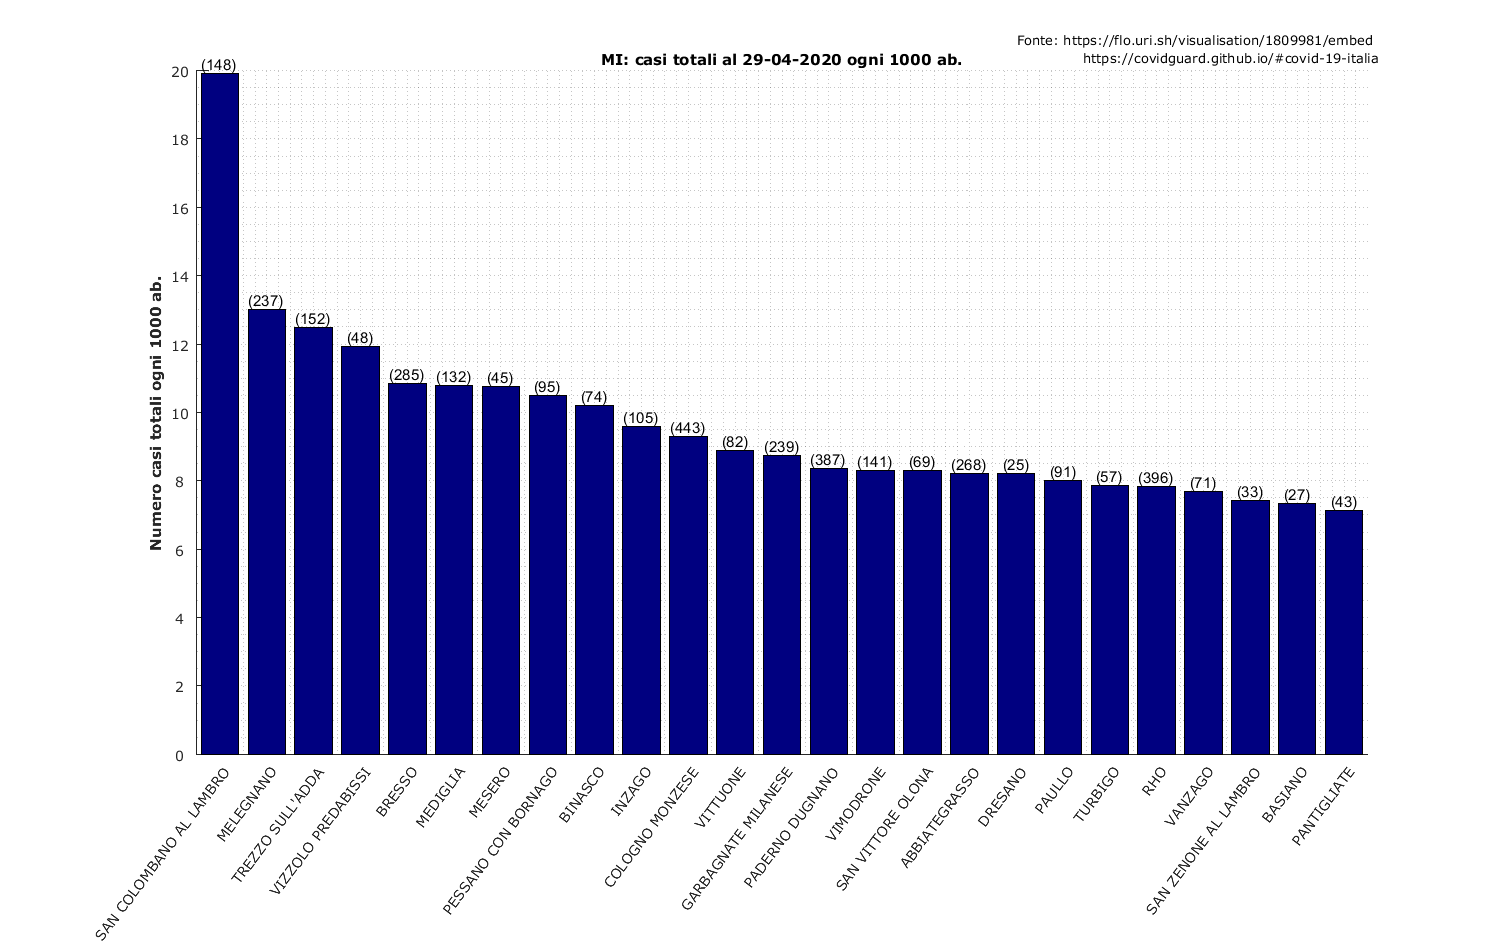 Fonte: https://flo.uri.sh/visualisation/1809981/embed
https://covidguard.github.io/#covid-19-italia
MI: casi totali al 29-04-2020 ogni 1000 ab.
Numero casi totali ogni 1000 ab.
20
18
16
14
12
10
8
6
4
2
0
(148)
(237)
(152)
(48)
(285)
(132)
(45)
(95)
(74)
(105)
(443)
(82)
(239)
(387)
(141)
(69)
(268)
(25)
(91)
(57)
(396)
(71)
(33)
(27)
(43)
SAN COLOMBANO AL LAMBRO
MELEGNANO
TREZZO SULL'ADDA
VIZZOLO PREDABISSI
BRESSO
MEDIGLIA
MESERO
PESSANO CON BORNAGO
BINASCO
INZAGO
COLOGNO MONZESE
VITTUONE
GARBAGNATE MILANESE
PADERNO DUGNANO
VIMODRONE
SAN VITTORE OLONA
ABBIATEGRASSO
DRESANO
PAULLO
TURBIGO
RHO
VANZAGO
SAN ZENONE AL LAMBRO
BASIANO
PANTIGLIATE